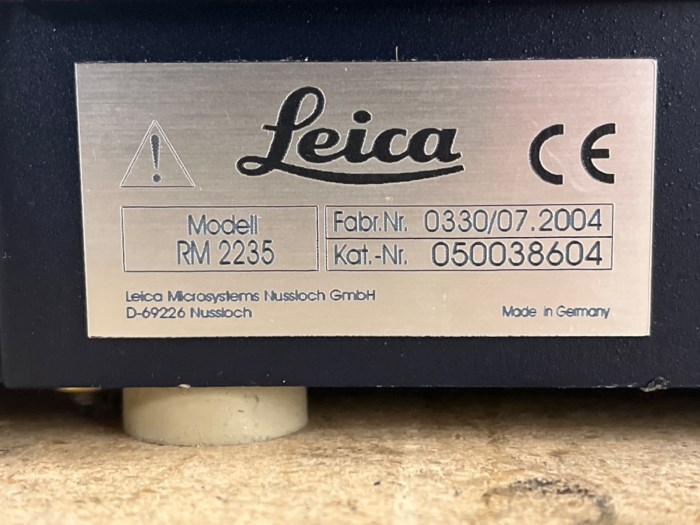 Leica CE
Modell
RM 2235
Fabr.Nr. 0330/07.2004
Kat.-Nr. 050038604
Leica Microsystems Nussloch GmbH
D-69226 Nussloch
Made in Germany